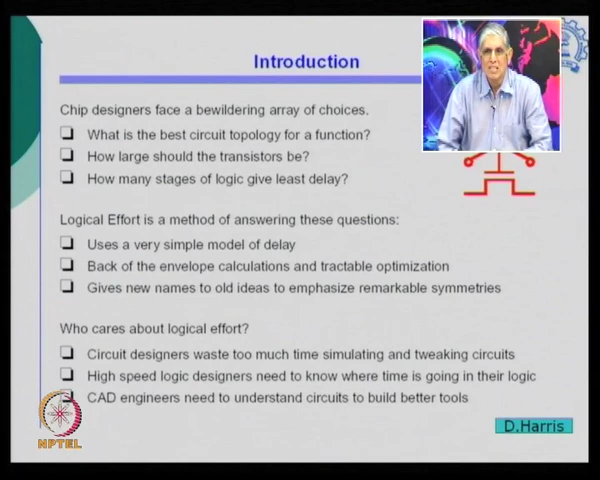 Introduction
Chip designers face a bewildering array of choices.
What is the best circuit topology for a function?
How large should the transistors be?
How many stages of logic give least delay?
Logical Effort is a method of answering these questions:
Uses a very simple model of delay
Back of the envelope calculations and tractable optimization
Gives new names to old ideas to emphasize remarkable symmetries
Who cares about logical effort?
Circuit designers waste too much time simulating and tweaking circuits
High speed logic designers need to know where time is going in their logic
CAD engineers need to understand circuits to build better tools
D.Harris
NPTEL